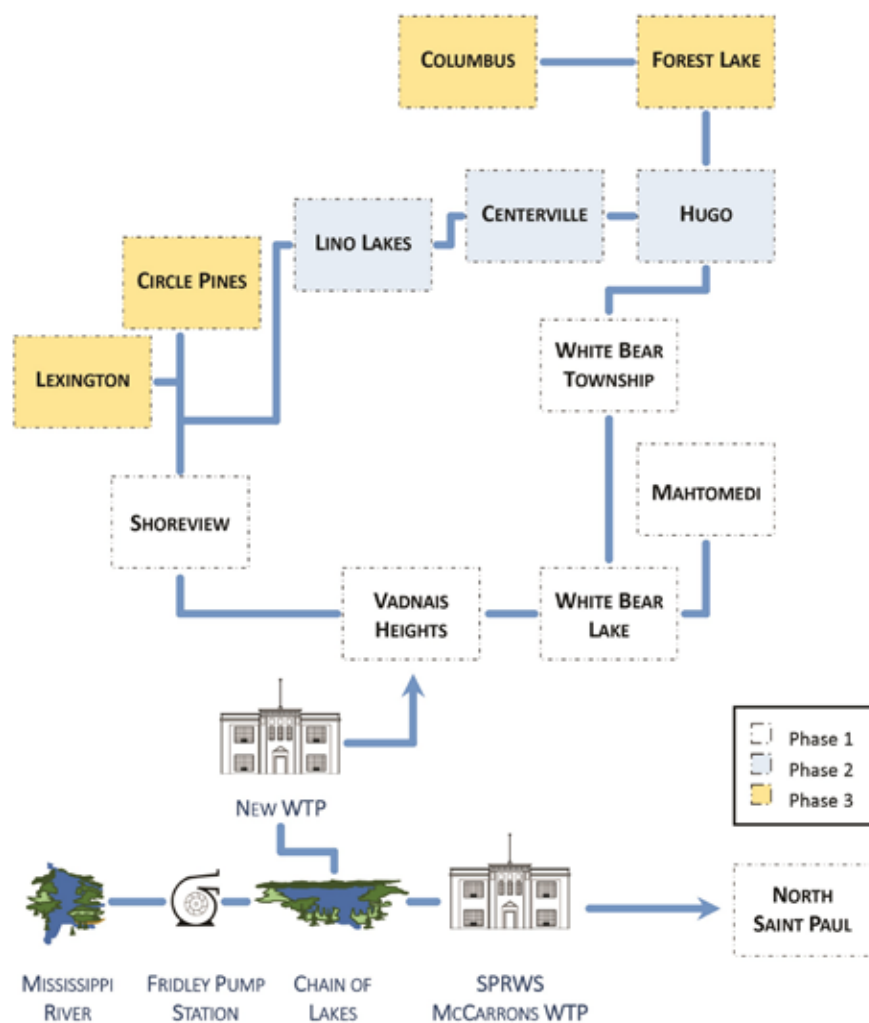 COLUMBUS
FOREST LAKE
CENTERVILLE
HUGO
LINO LAKES
CIRCLE PINES
LEXINGTON
WHITE BEAR
TOWNSHIP
MAHTOMEDI
SHOREVIEW
VADNAIS
HEIGHTS
WHITE BEAR
LAKE
NEW WTP
Phase 1
Phase 2
Phase 3
NORTH
SAINT PAUL
MISSISSIPPI
RIVER
FRIDLEY PUMP
STATION
CHAIN OF
LAKES
SPRWS
MCCARRONS WTP